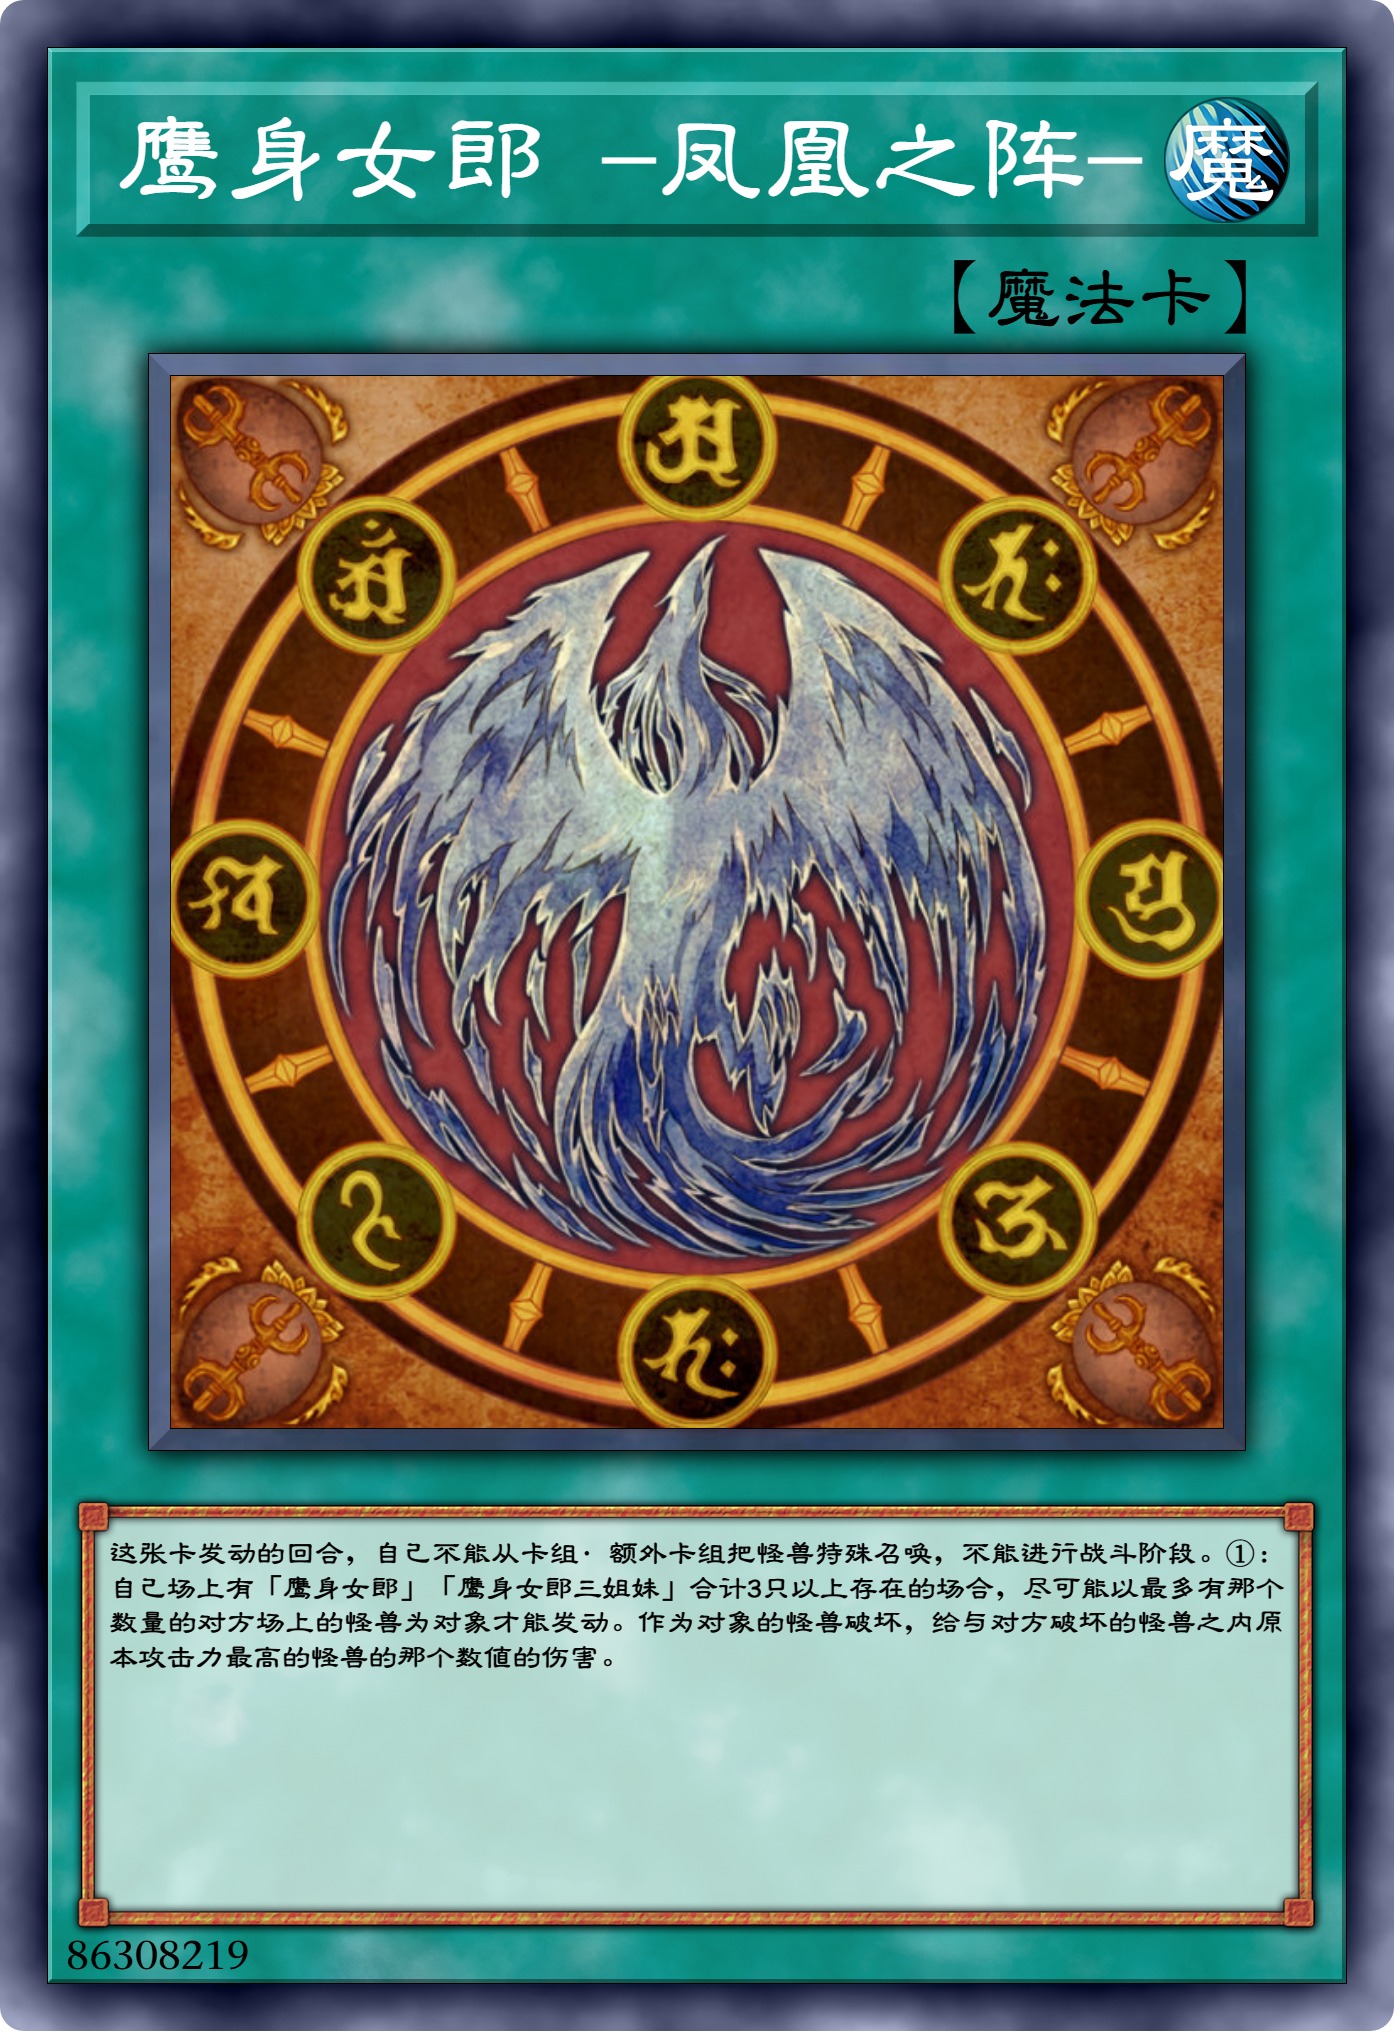 鹰身女郎 -凤凰之阵- 魔
【魔法卡】
这张卡发动的回合，自己不能从卡组·额外卡组把怪兽特殊召唤，不能进行战斗阶段。①：
自己场上有「鹰身女郎」「鹰身女郎三姐妹」合计3只以上存在的场合，尽可能以最多有那个
数量的对方场上的怪兽为对象才能发动。作为对象的怪兽破坏，给与对方破坏的怪兽之内原
本攻击力最高的怪兽的那个数值的伤害。
86308219